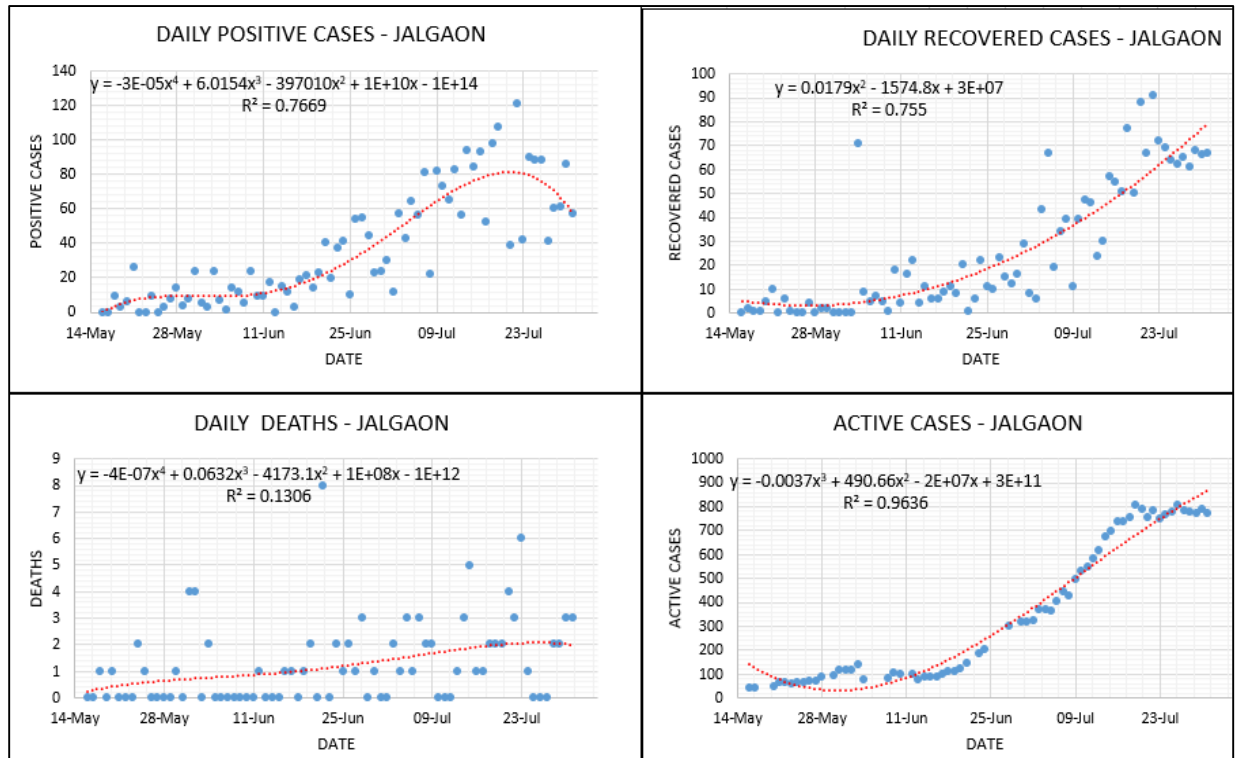 DAILY POSITIVE CASES - JALGAON
y = -3E-05x⁴ + 6.0154x³ - 397010x² + 1E+10x - 1E+14
R² = 0.7669
POSITIVE CASES
140
120
100
80
60
40
20
0
14-May 28-May 11-Jun 25-Jun 09-Jul 23-Jul
DATE
DAILY RECOVERED CASES - JALGAON
y = 0.0179x² - 1574.8x + 3E+07
R² = 0.755
RECOVERED CASES
100
90
80
70
60
50
40
30
20
10
0
14-May 28-May 11-Jun 25-Jun 09-Jul 23-Jul
DATE
DAILY DEATHS - JALGAON
y = -4E-07x⁴ + 0.0632x³ - 4173.1x² + 1E+08x - 1E+12
R² = 0.1306
DEATHS
9
8
7
6
5
4
3
2
1
0
14-May 28-May 11-Jun 25-Jun 09-Jul 23-Jul
DATE
ACTIVE CASES - JALGAON
y = -0.0037x³ + 490.66x² - 2E+07x + 3E+11
R² = 0.9636
ACTIVE CASES
1000
900
800
700
600
500
400
300
200
100
0
14-May 28-May 11-Jun 25-Jun 09-Jul 23-Jul
DATE